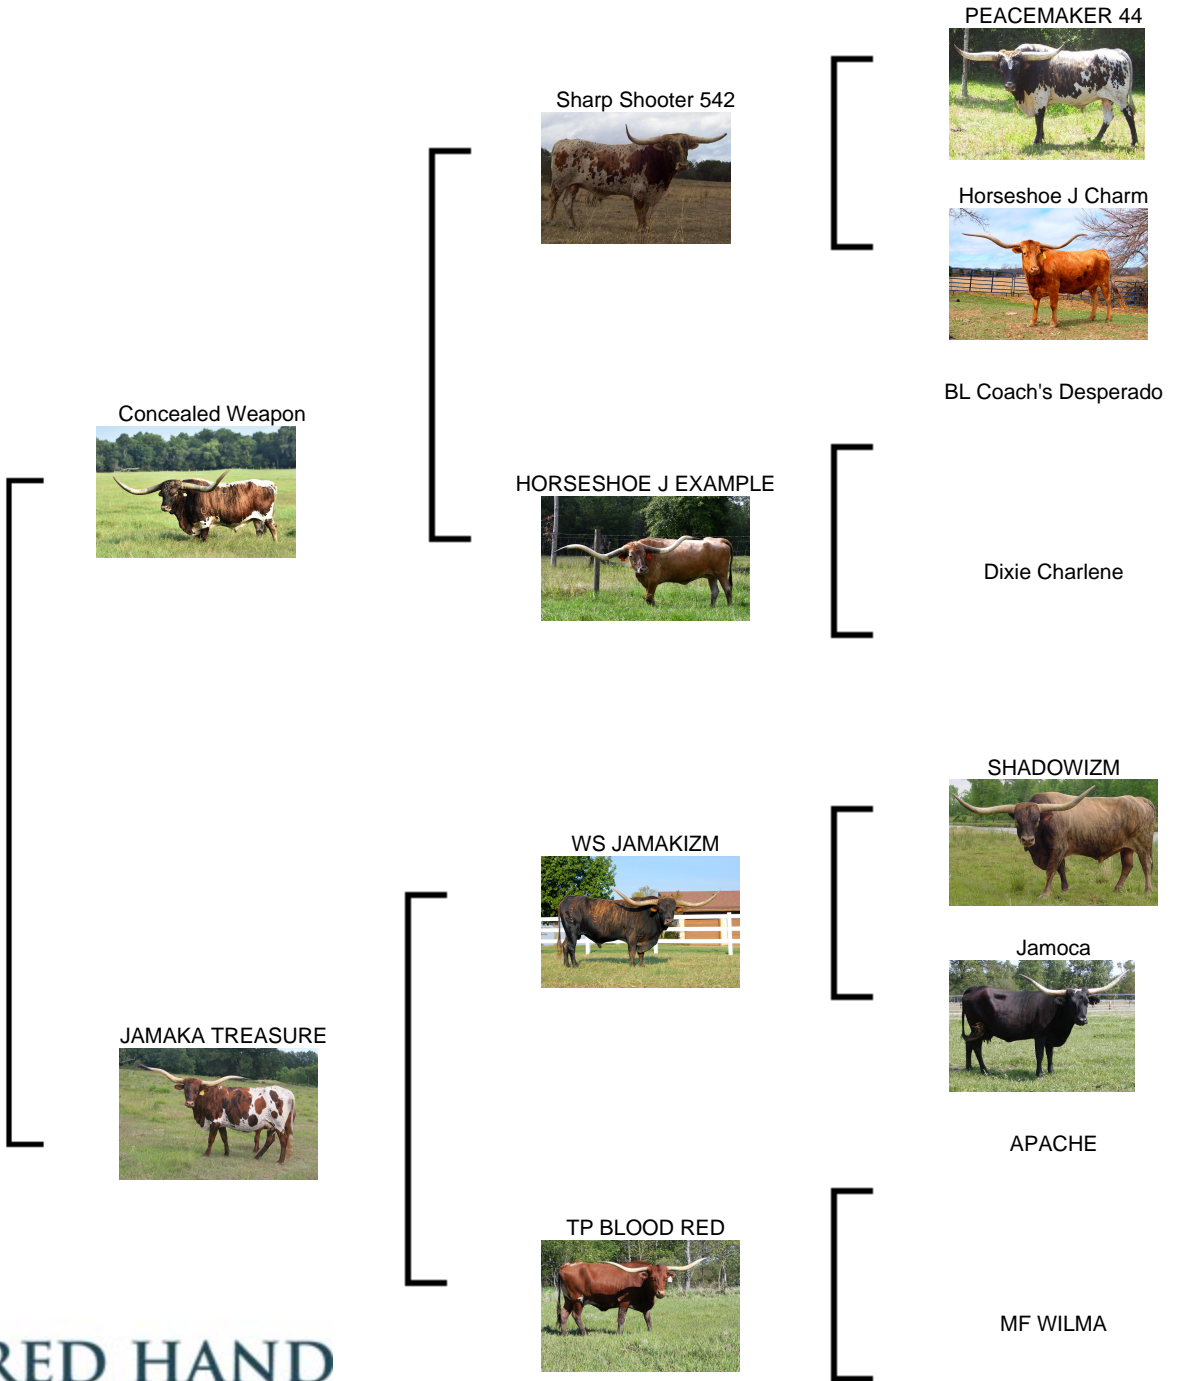 PEACEMAKER 44
Sharp Shooter 542
Horseshoe J Charm
BL Coach's Desperado
Concealed Weapon
HORSESHOE J EXAMPLE
Dixie Charlene
SHADOWIZM
WS JAMAKIZM
Jamoca
JAMAKA TREASURE
APACHE
TP BLOOD RED
MF WILMA
RED HAND